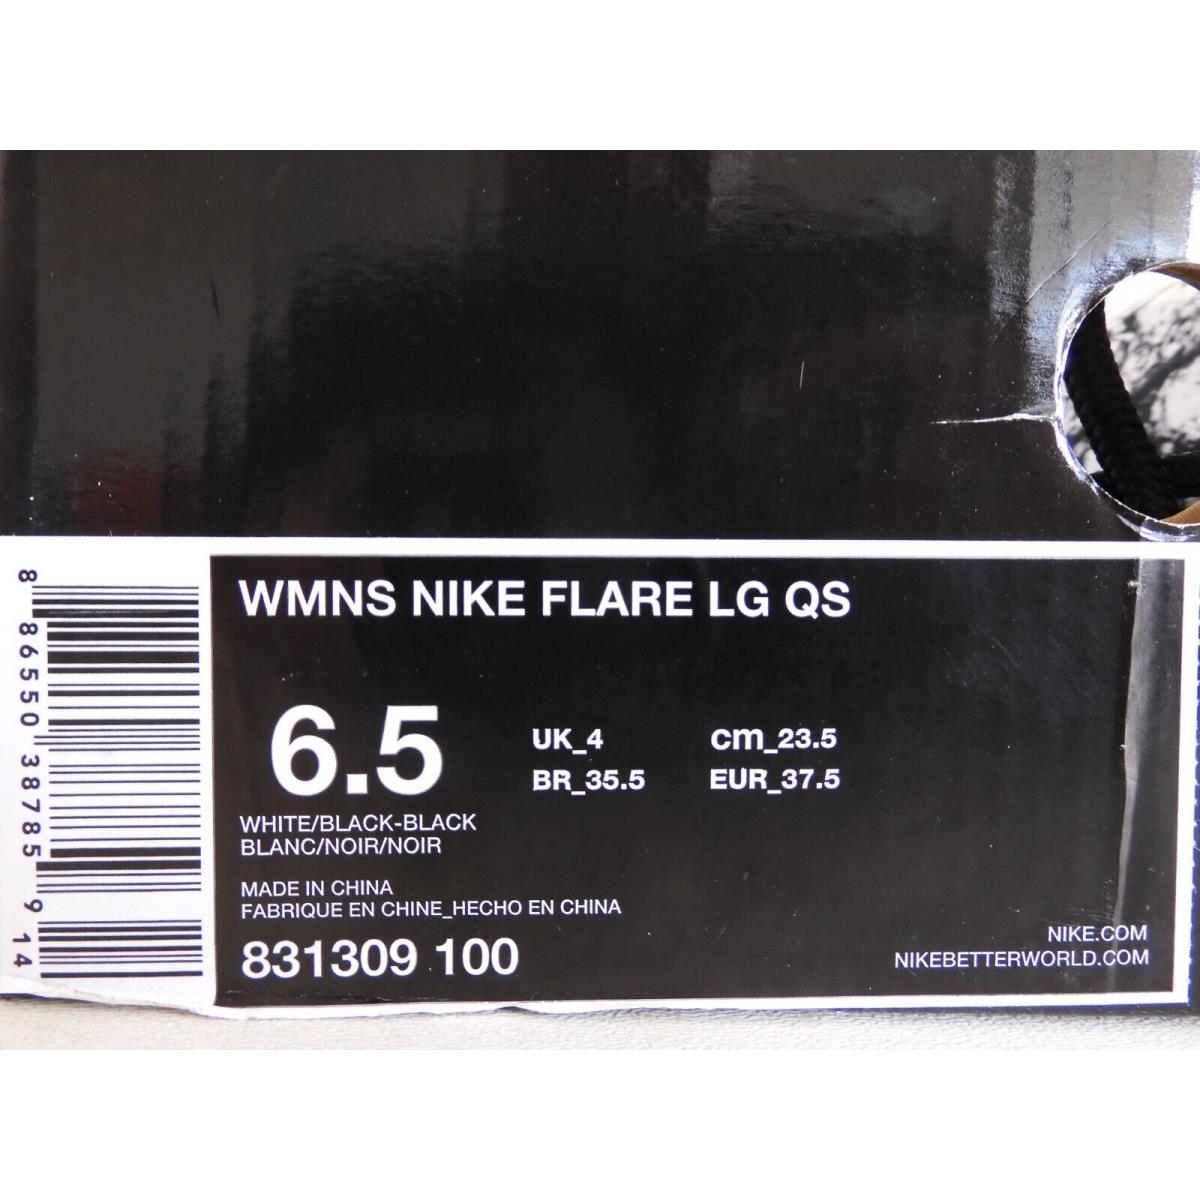 WMNS NIKE FLARE LG QS
6.5
UK_4 cm_23.5
BR_35.5 EUR_37.5
WHITE/BLACK-BLACK
BLANC/NOIR/NOIR
MADE IN CHINA
FABRIQUE EN CHINE_HECHO EN CHINA
831309 100
NIKE.COM
NIKEBETTERWORLD.COM
8 86550 38785 9 14